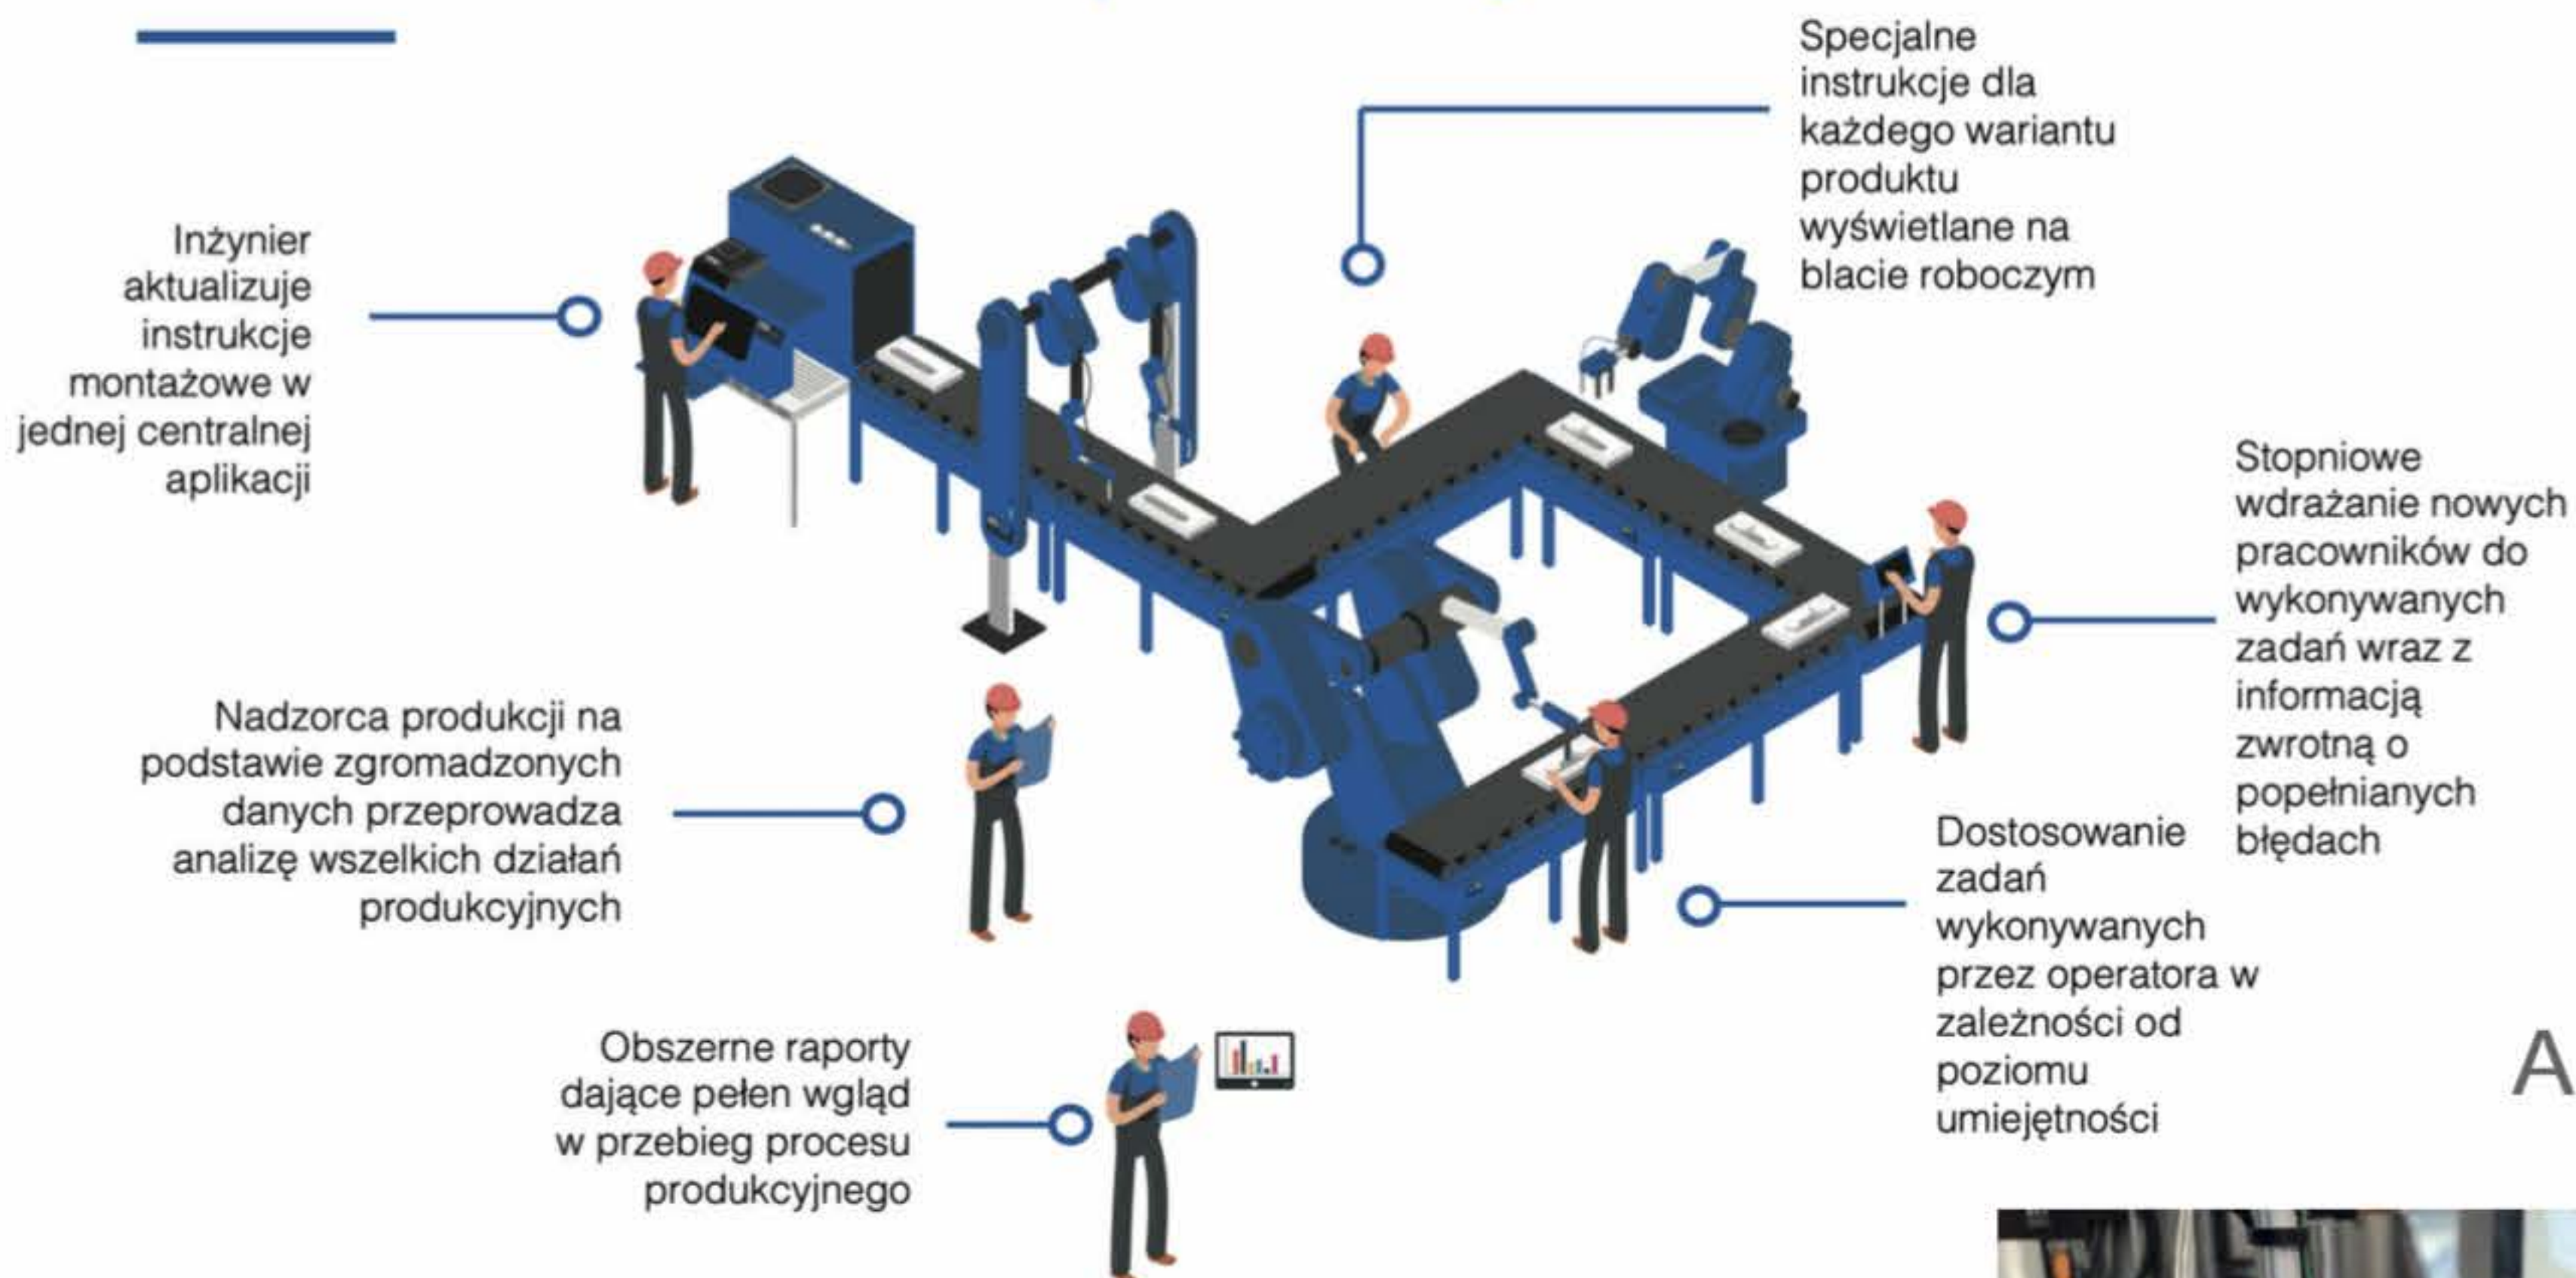 Specjalne
instrukcje dla
każdego wariantu
produktu
wyświetlane na
blacie roboczym
Inżynier
aktualizuje
instrukcje
montażowe w
jednej centralnej
aplikacji
Stopniowe
wdrażanie nowych
pracowników do
wykonywanych
zadań wraz z
informacją
zwrotną o
popełnianych
błędach
Nadzorca produkcji na
podstawie zgromadzonych
danych przeprowadza
analizę wszelkich działań
produkcyjnych
Dostosowanie
zadań
wykonywanych
przez operatora w
zależności od
poziomu
umiejętności
Obszerne raporty
dające pełen wgląd
w przebieg procesu
produkcyjnego
A